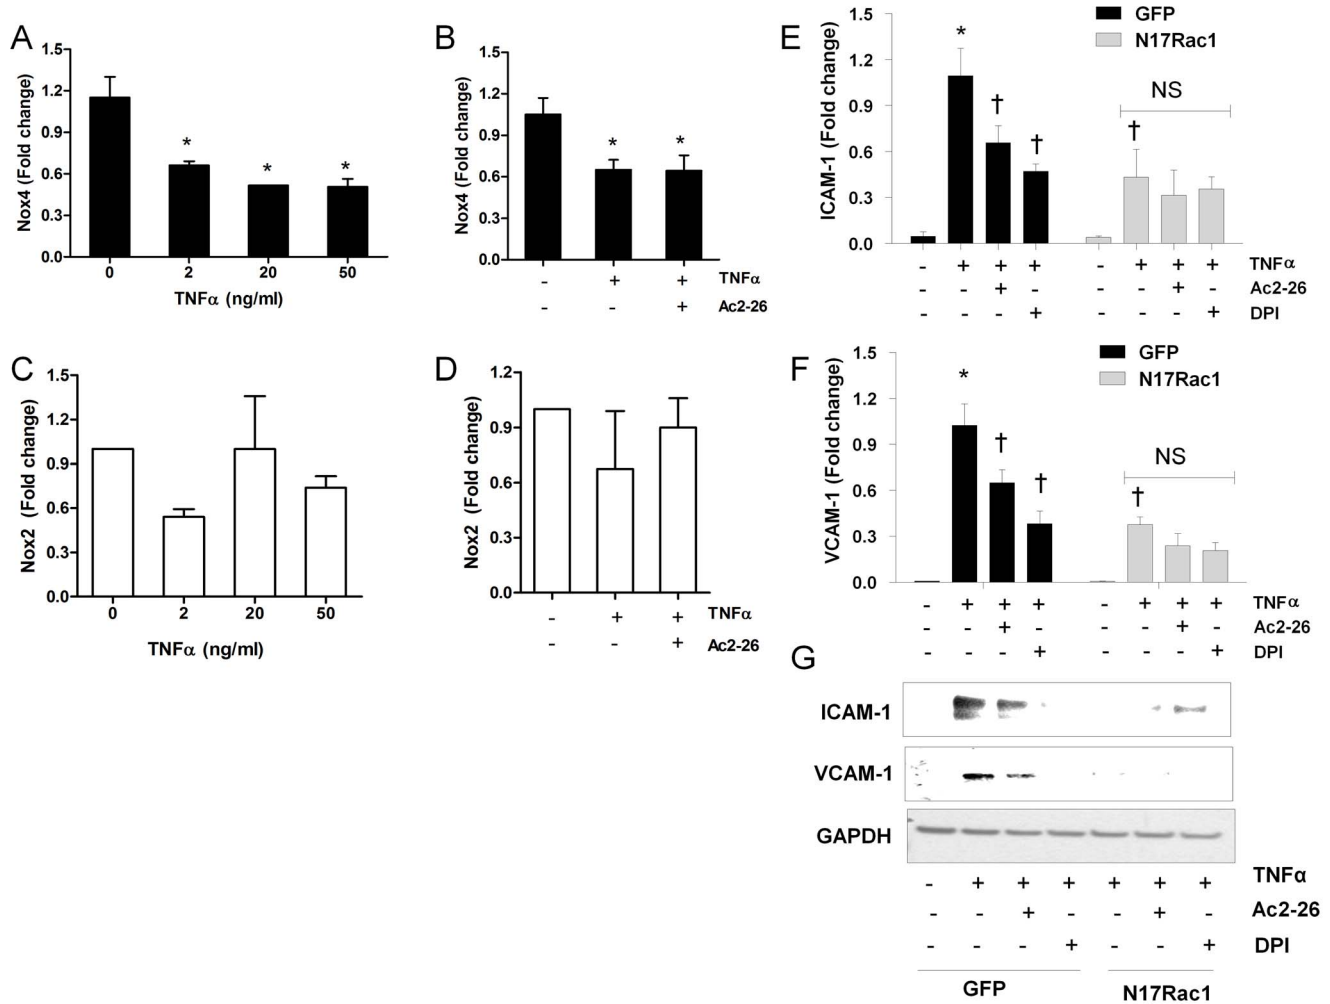 A
Nox4 (Fold change)
1.5
1.2
0.9
0.6
0.3
0.0
* * *
0 2 20 50
TNFα (ng/ml)
B
Nox4 (Fold change)
1.5
1.2
0.9
0.6
0.3
0.0
* *
- + + TNFα
- - + Ac2-26
C
Nox2 (Fold change)
1.5
1.2
0.9
0.6
0.3
0.0
0 2 20 50
TNFα (ng/ml)
D
Nox2 (Fold change)
1.2
0.9
0.6
0.3
0.0
- + + TNFα
- - + Ac2-26
E
GFP
N17Rac1
ICAM-1 (Fold change)
1.5
1.2
0.9
0.6
0.3
0.0
* † † † NS
- + + + - + + + TNFα
- - + - - - + - Ac2-26
- - - + - - - + DPI
F
GFP
N17Rac1
VCAM-1 (Fold change)
1.5
1.2
0.9
0.6
0.3
0.0
* † † † NS
- + + + - + + + TNFα
- - + - - - + - Ac2-26
- - - + - - - + DPI
G
ICAM-1
VCAM-1
GAPDH
- + + + + + + TNFα
- - + - - + - Ac2-26
- - - + - - + DPI
GFP N17Rac1